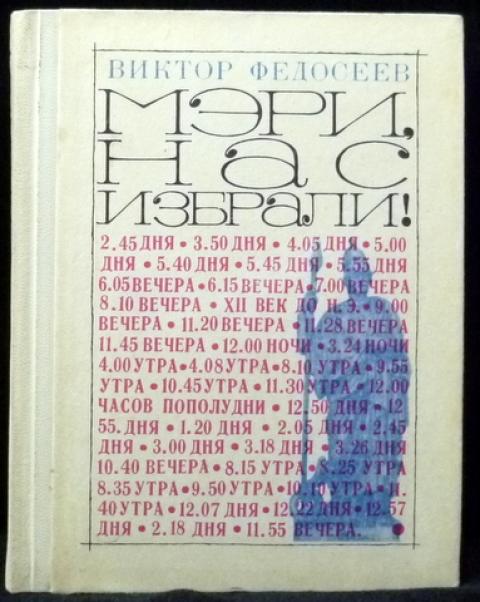 ВИКТОР ФЕДОСЕЕВ
МЭРИ,
НАС
ИЗБРАЛИ!
2.45 ДНЯ • 3.50 ДНЯ • 4.05 ДНЯ • 5.00
ДНЯ • 5.40 ДНЯ • 5.45 ДНЯ • 5.55 ДНЯ
6.05 ВЕЧЕРА • 6.15 ВЕЧЕРА • 7.00 ВЕЧЕРА
8.10 ВЕЧЕРА • XII ВЕК ДО Н.Э. • 9.00
ВЕЧЕРА • 11.20 ВЕЧЕРА • 11.28 ВЕЧЕРА
11.45 ВЕЧЕРА • 12.00 НОЧИ • 3.24 НОЧИ
4.00 УТРА • 4.08 УТРА • 8.10 УТРА • 9.55
УТРА • 10.45 УТРА • 11.30 УТРА • 12.00
ЧАСОВ ПОПОЛУДНИ • 12.50 ДНЯ • 12
55. ДНЯ • 1.20 ДНЯ • 2.05 ДНЯ • 2.45
ДНЯ • 3.00 ДНЯ • 3.18 ДНЯ • 3.26 ДНЯ
10.40 ВЕЧЕРА • 8.15 УТРА • 8.25 УТРА
8.35 УТРА • 9.50 УТРА • 10.10 УТРА • 11.
40 УТРА • 12.07 ДНЯ • 12.22 ДНЯ • 12.57
ДНЯ • 2.18 ДНЯ • 11.55 ВЕЧЕРА. •